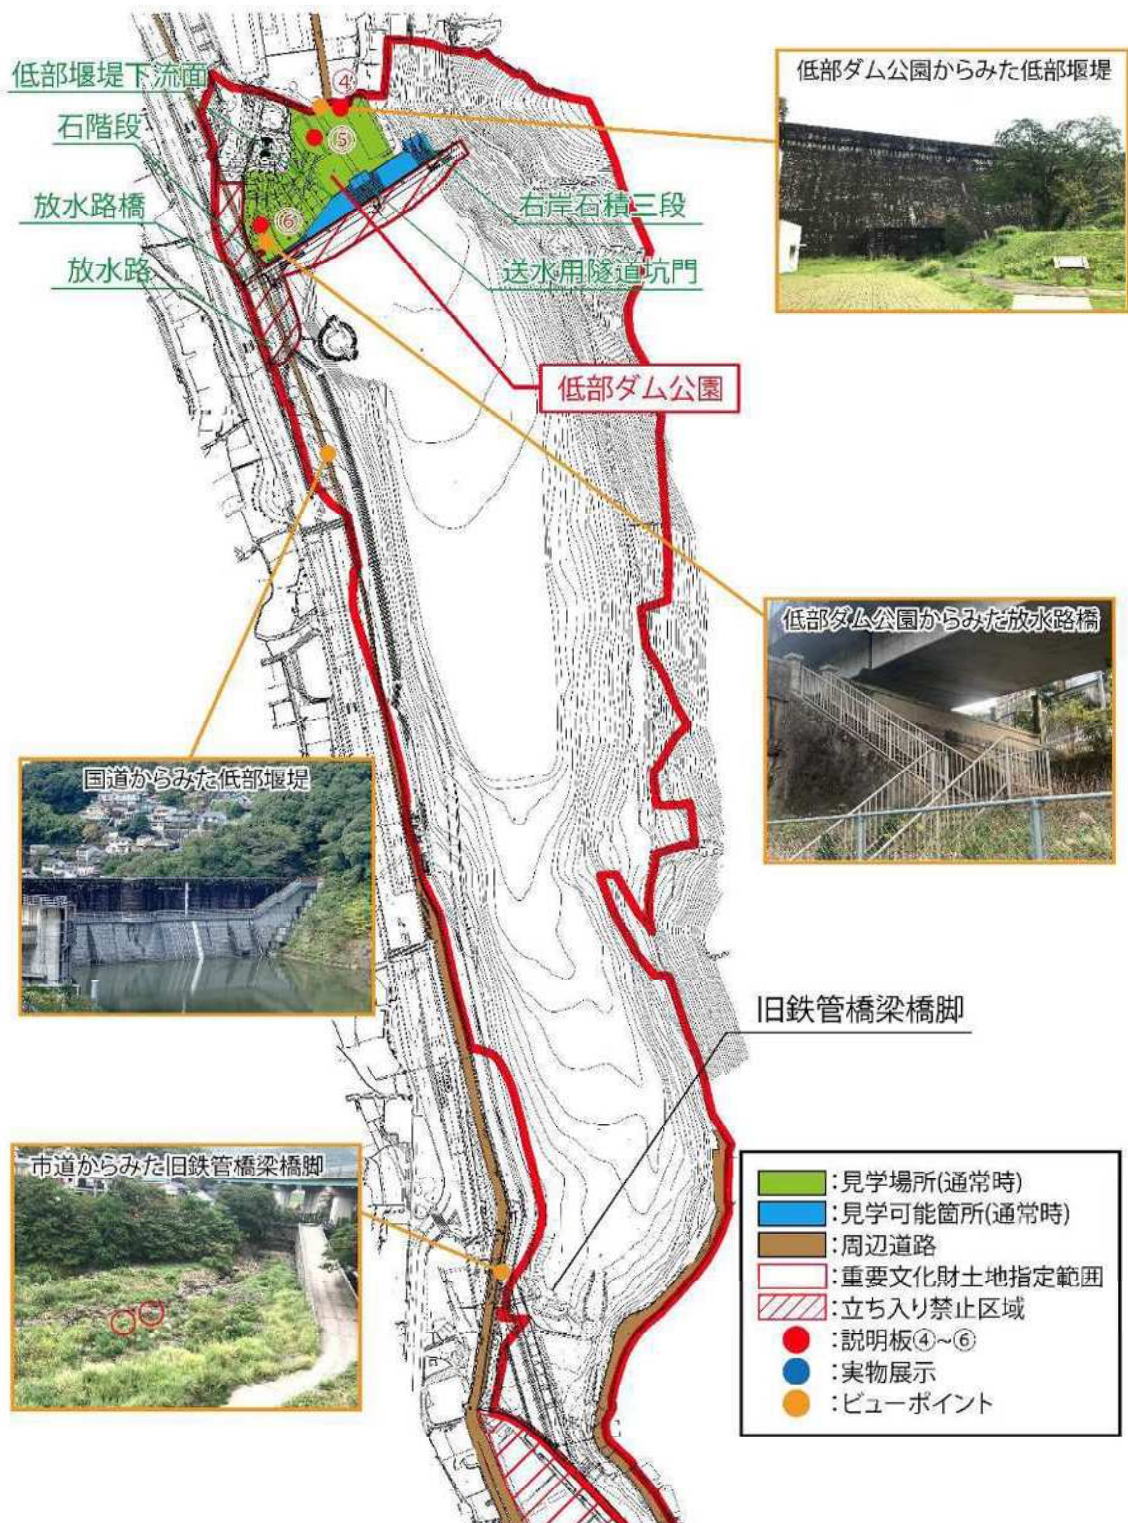 低部堰堤下流面
石階段
放水路橋
放水路
④
⑤
⑥
右岸石積三段
送水用隧道坑門
低部ダム公園
低部ダム公園からみた低部堰堤
低部ダム公園からみた放水路橋
国道からみた低部堰堤
旧鉄管橋梁橋脚
市道からみた旧鉄管橋梁橋脚
:見学場所(通常時)
:見学可能箇所(通常時)
:周辺道路
:重要文化財土地指定範囲
:立ち入り禁止区域
:説明板④~⑥
:実物展示
:ビューポイント